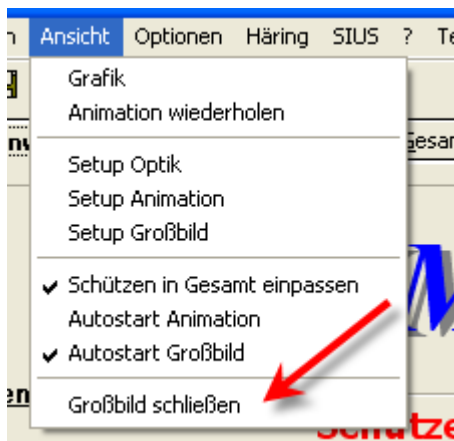 Ansicht Optionen Häring SIUS ?
Grafik
Animation wiederholen
Setup Optik
Setup Animation
Setup Großbild
Schützen in Gesamt einpassen
Autostart Animation
Autostart Großbild
Großbild schließen